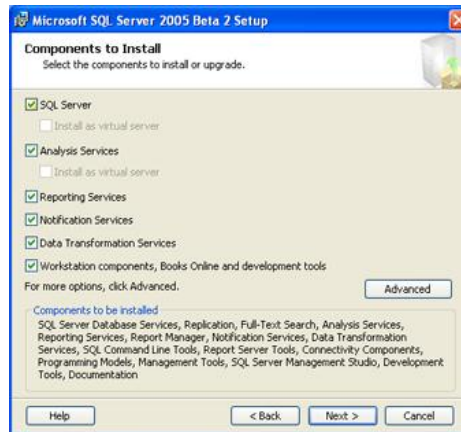 Microsoft SQL Server 2005 Beta 2 Setup
Components to Install
Select the components to install or upgrade.
SQL Server
Install as virtual server
Analysis Services
Install as virtual server
Reporting Services
Notification Services
Data Transformation Services
Workstation components, Books Online and development tools
For more options, click Advanced.
Advanced
Components to be installed
SQL Server Database Services, Replication, Full-Text Search, Analysis Services,
Reporting Services, Report Manager, Notification Services, Data Transformation
Services, SQL Command Line Tools, Report Server Tools, Connectivity Components,
Programming Models, Management Tools, SQL Server Management Studio, Development
Tools, Documentation
Help
< Back
Next >
Cancel